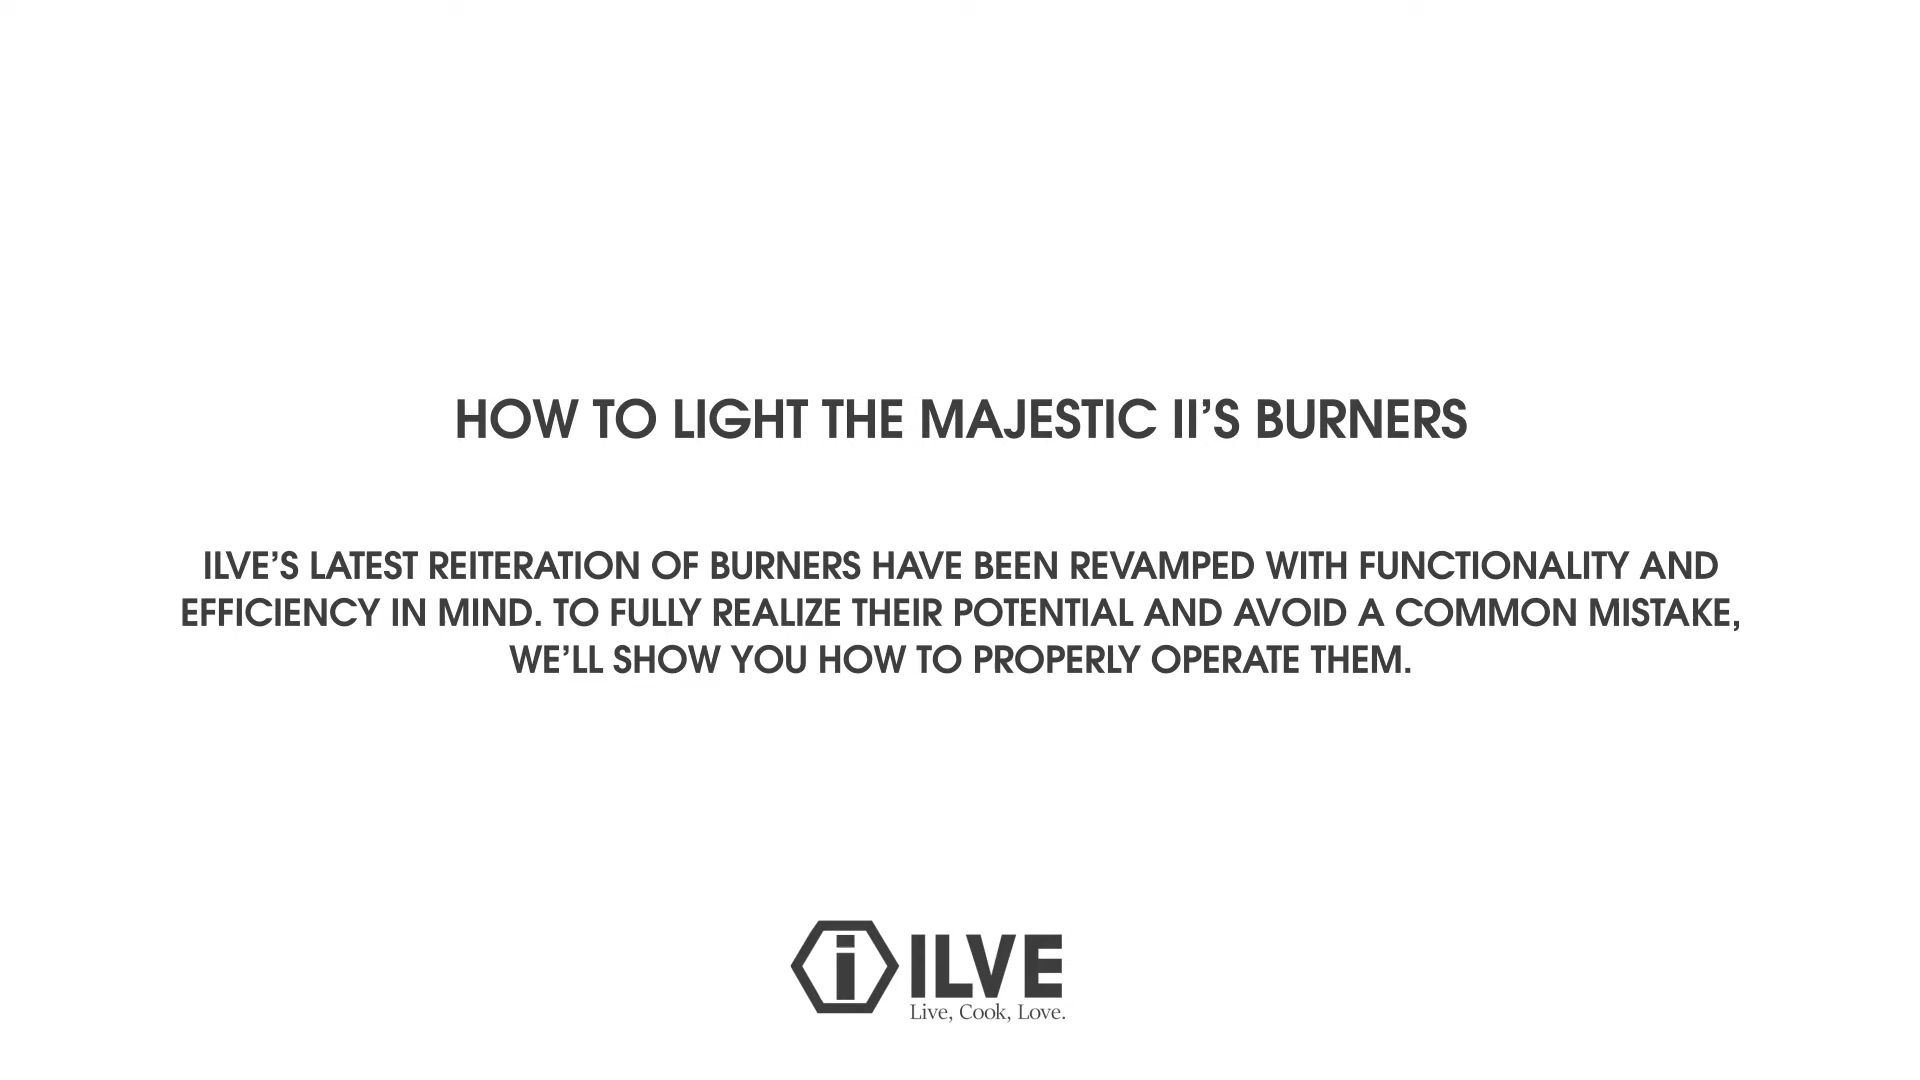 HOW TO LIGHT THE MAJESTIC II’S BURNERS
ILVE’S LATEST REITERATION OF BURNERS HAVE BEEN REVAMPED WITH FUNCTIONALITY AND
EFFICIENCY IN MIND. TO FULLY REALIZE THEIR POTENTIAL AND AVOID A COMMON MISTAKE,
WE’LL SHOW YOU HOW TO PROPERLY OPERATE THEM.
i ILVE
Live, Cook, Love.